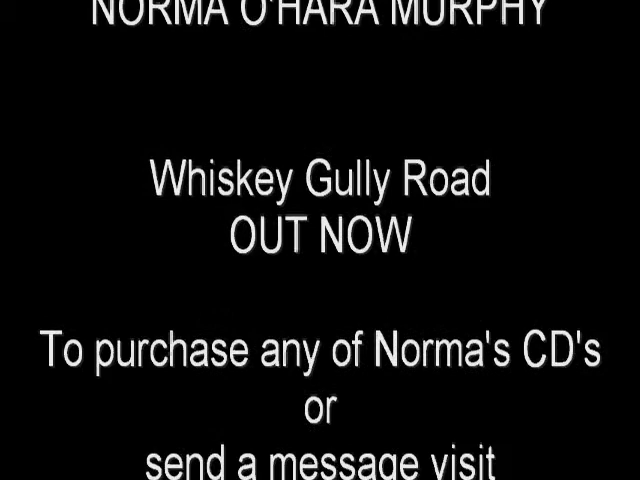 NORMA O'HARA MURPHY
Whiskey Gully Road
OUT NOW
To purchase any of Norma's CD's
or
send a message visit